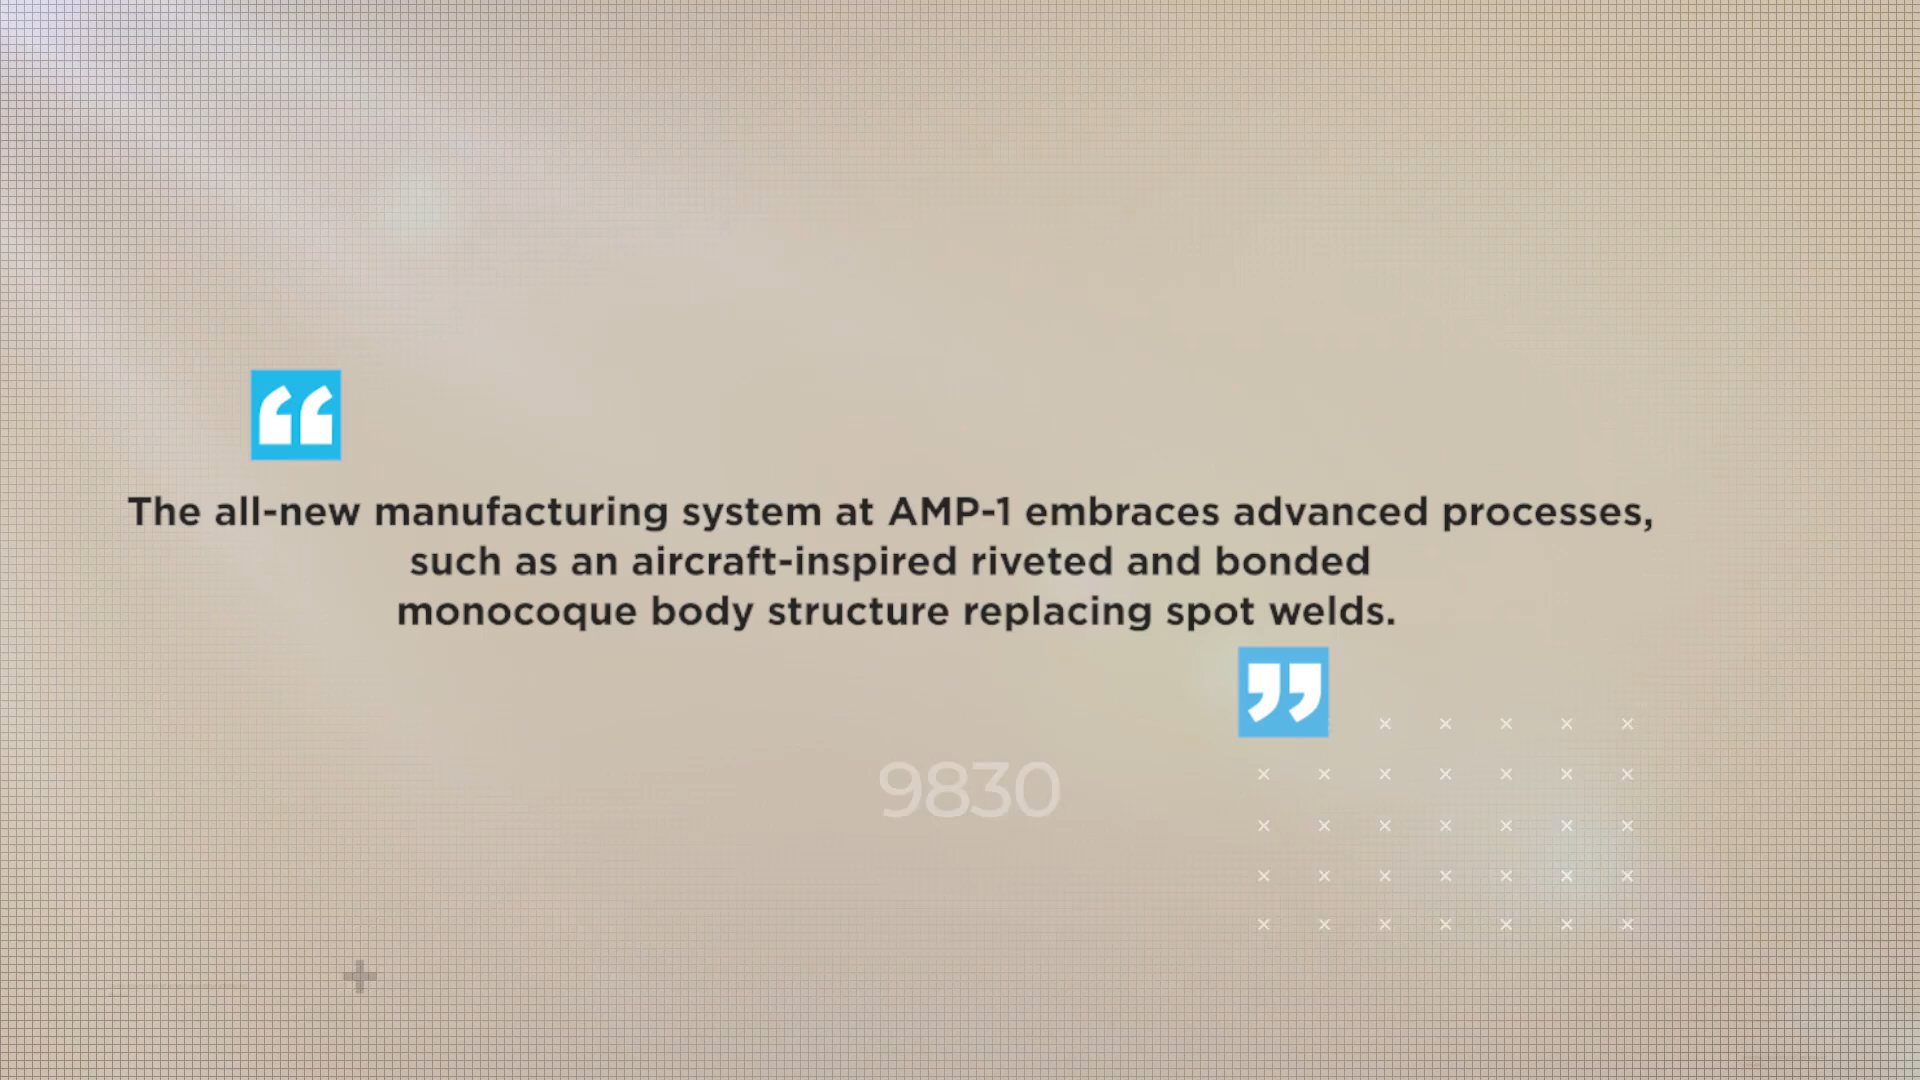 “
The all-new manufacturing system at AMP-1 embraces advanced processes,
such as an aircraft-inspired riveted and bonded
monocoque body structure replacing spot welds.
”
9830